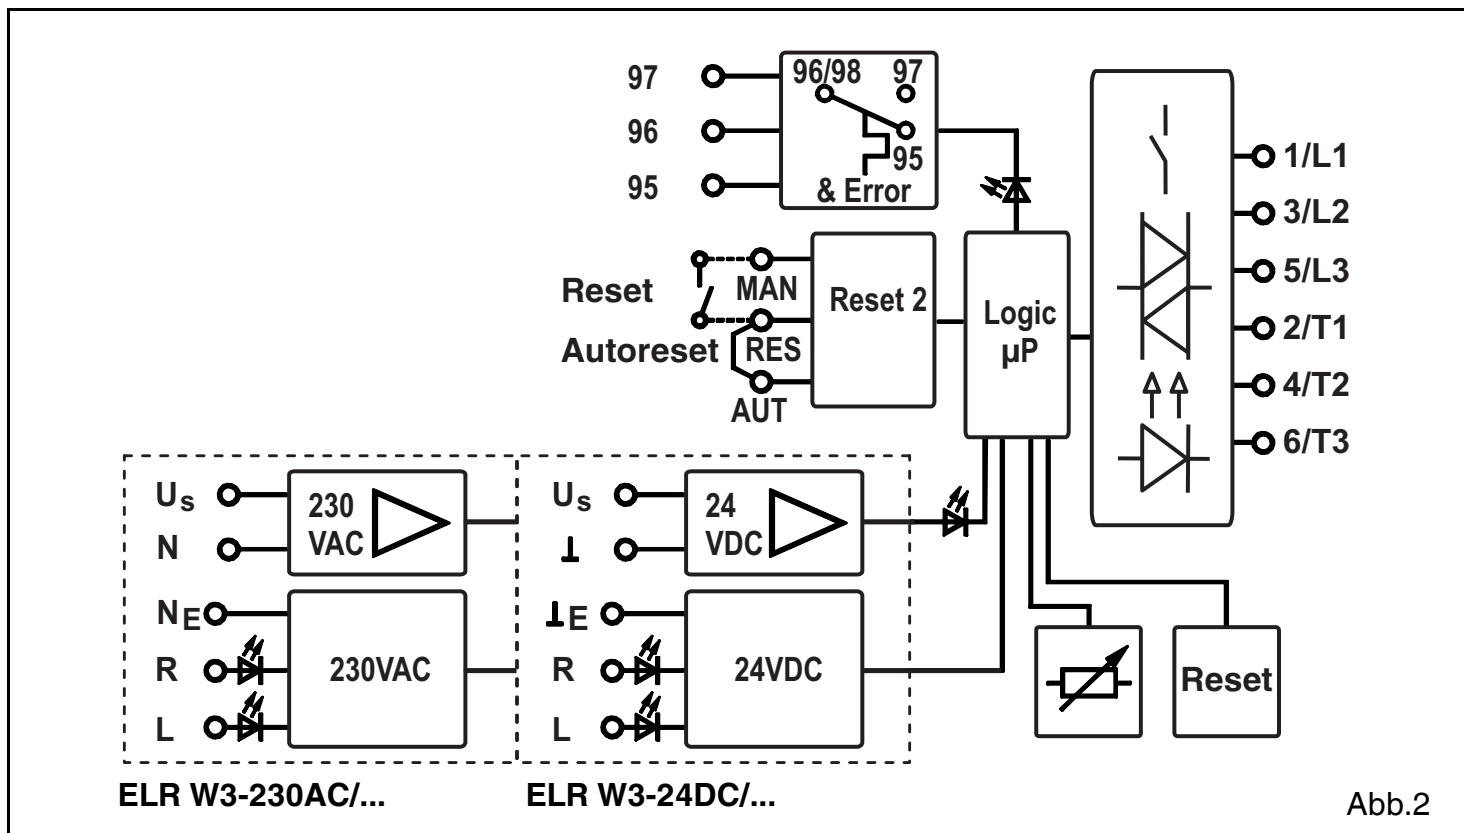 97
96
95
96/98 97
95
& Error
Reset
Autoreset
MAN
RES
AUT
Reset 2
Logic
µP
1/L1
3/L2
5/L3
2/T1
4/T2
6/T3
Us
N
230
VAC
NE
R
L
230VAC
Us
⊥
24
VDC
⊥E
R
L
24VDC
Reset
ELR W3-230AC/...
ELR W3-24DC/...
Abb.2